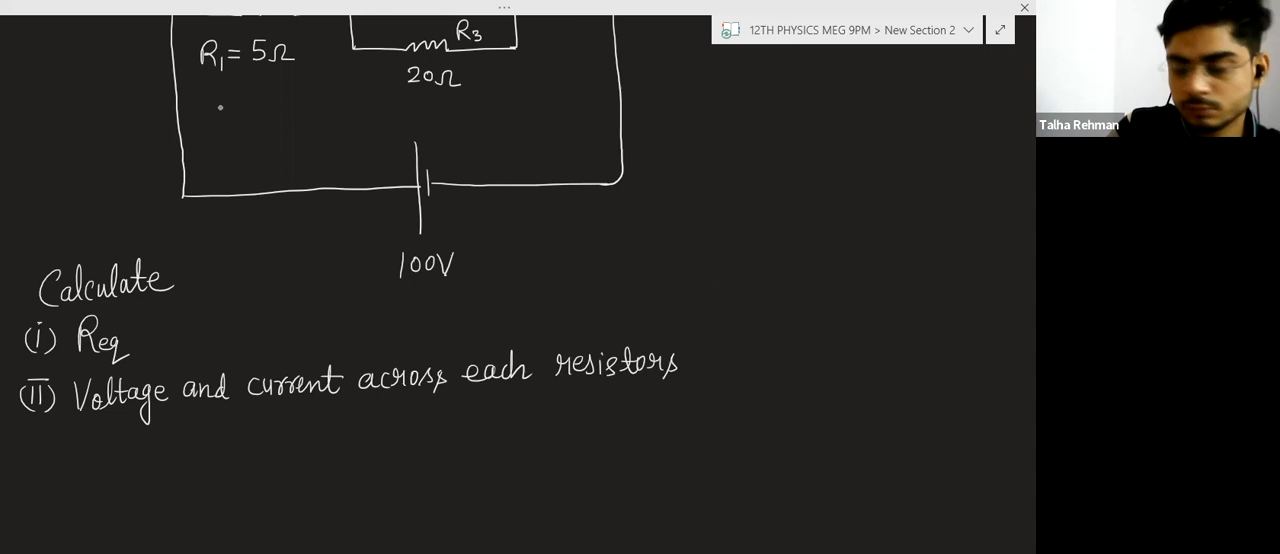 R₃
12TH PHYSICS MEG 9PM > New Section 2
R₁ = 5Ω
20Ω
Talha Rehman
100V
Calculate
(i) Req
(II) Voltage and current across each resistors